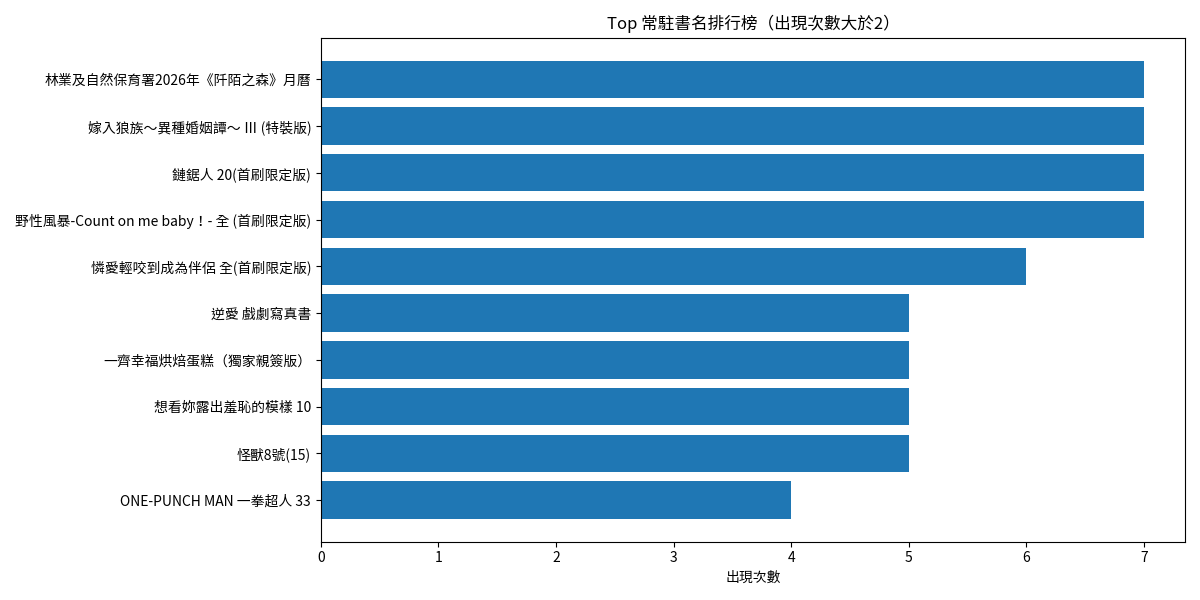 Top 常駐書名排行榜（出現次數大於2）
林業及自然保育署2026年《阡陌之森》月曆
嫁入狼族～異種婚姻譚～ III (特裝版)
鏈鋸人 20(首刷限定版)
野性風暴-Count on me baby！- 全 (首刷限定版)
憐愛輕咬到成為伴侶 全(首刷限定版)
逆愛 戲劇寫真書
一齊幸福烘焙蛋糕（獨家親簽版）
想看妳露出羞恥的模樣 10
怪獸8號(15)
ONE-PUNCH MAN 一拳超人 33
0 1 2 3 4 5 6 7
出現次數